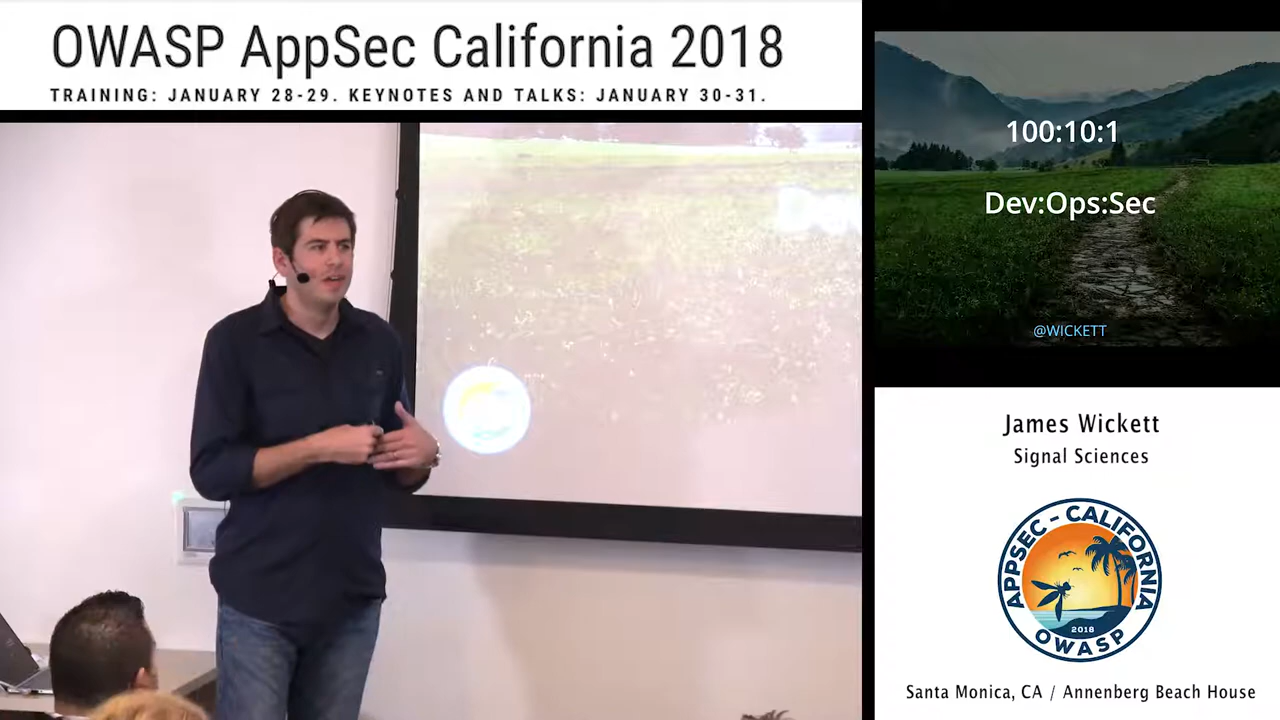 OWASP AppSec California 2018
TRAINING: JANUARY 28-29. KEYNOTES AND TALKS: JANUARY 30-31.
100:10:1
Dev:Ops:Sec
@WICKETT
James Wickett
Signal Sciences
APPSEC - CALIFORNIA
2018
OWASP
Santa Monica, CA / Annenberg Beach House